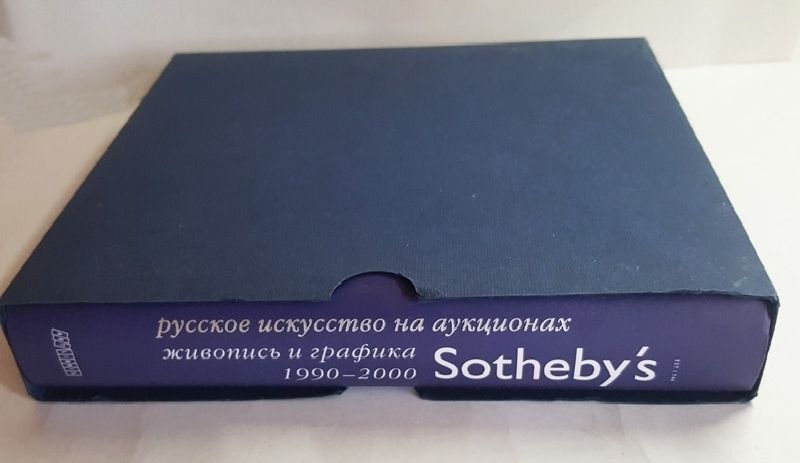 русское искусство на аукционах
живопись и графика
1990–2000
Sotheby's